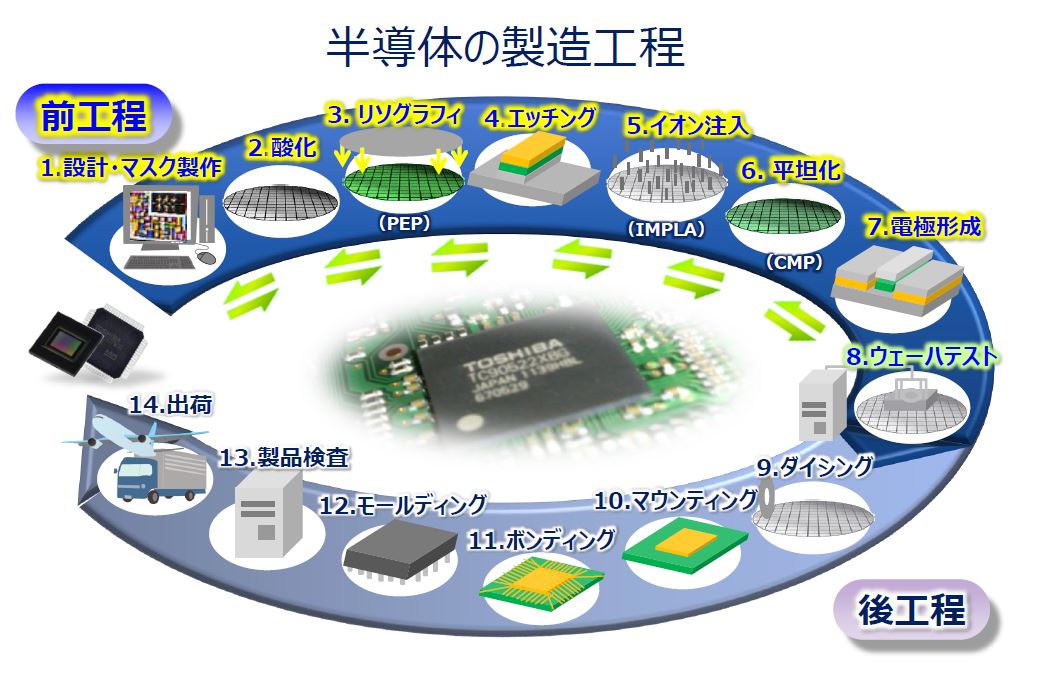 半導体の製造工程
前工程
1.設計・マスク製作
2.酸化
3. リソグラフィ
(PEP)
4.エッチング
5.イオン注入
(IMPLA)
6. 平坦化
(CMP)
7.電極形成
8.ウェーハテスト
TOSHIBA
TC90522XBG
JAPAN 1139HBL
670519
9.ダイシング
10.マウンティング
11.ボンディング
12.モールディング
13.製品検査
14.出荷
後工程